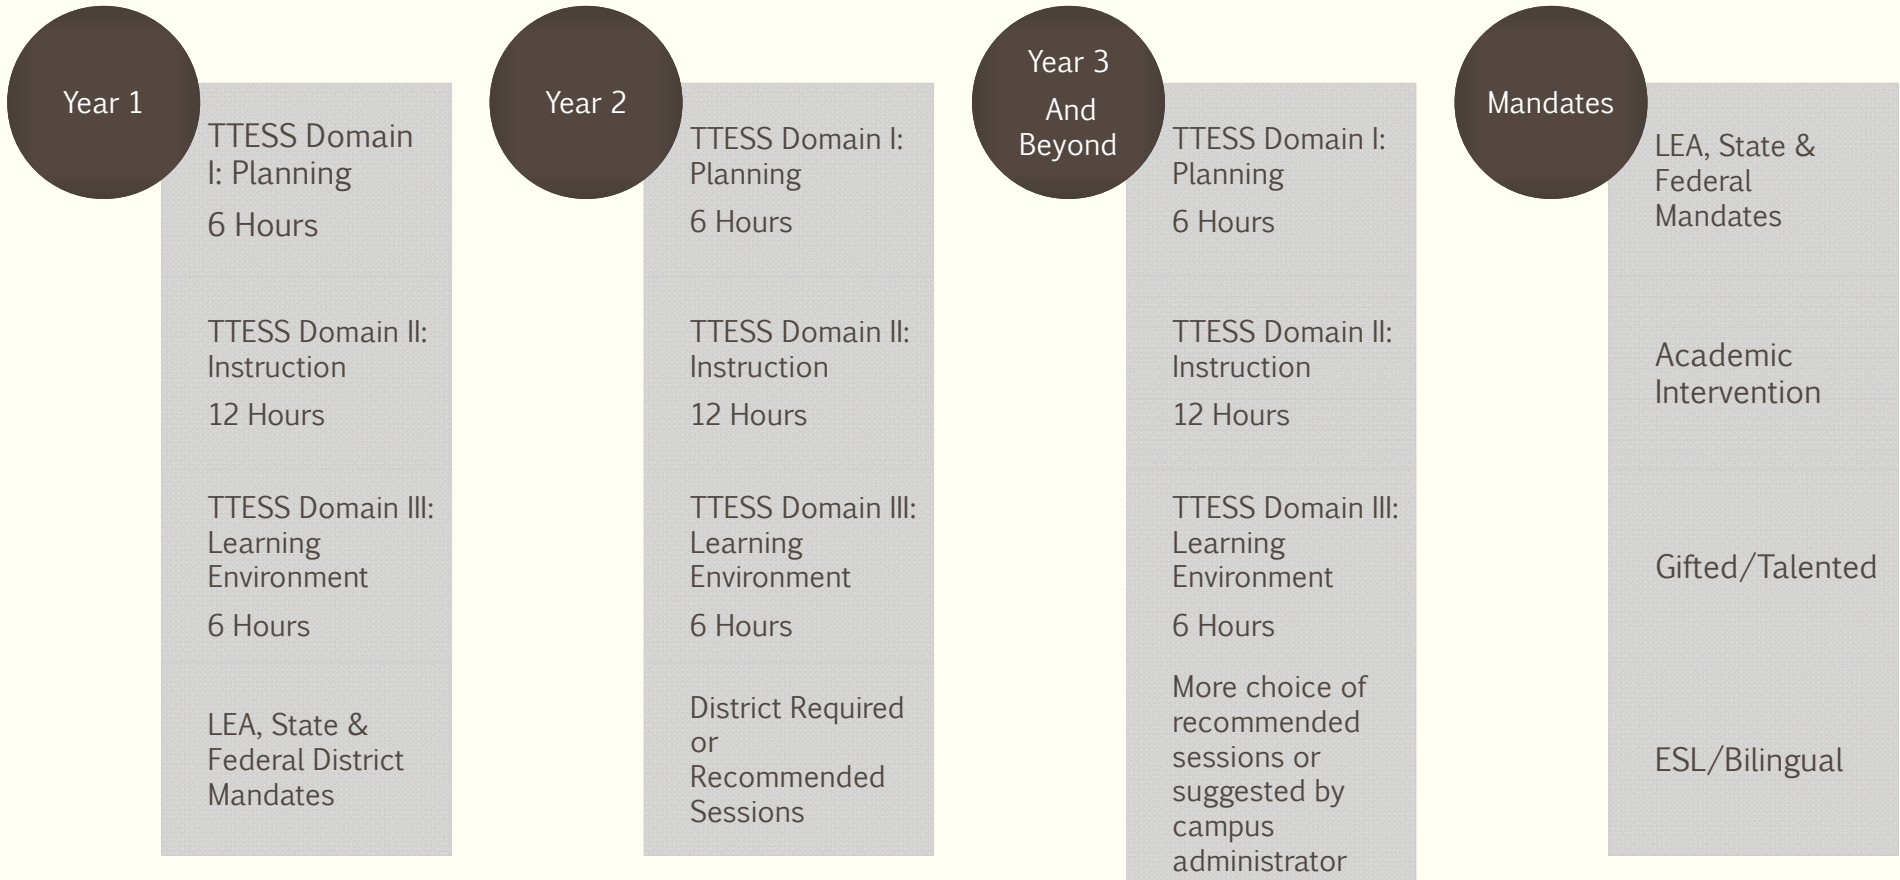 Year 1
TTESS Domain
I: Planning
6 Hours
TTESS Domain II:
Instruction
12 Hours
TTESS Domain III:
Learning
Environment
6 Hours
LEA, State &
Federal District
Mandates
Year 2
TTESS Domain I:
Planning
6 Hours
TTESS Domain II:
Instruction
12 Hours
TTESS Domain III:
Learning
Environment
6 Hours
District Required
or
Recommended
Sessions
Year 3
And
Beyond
TTESS Domain I:
Planning
6 Hours
TTESS Domain II:
Instruction
12 Hours
TTESS Domain III:
Learning
Environment
6 Hours
More choice of
recommended
sessions or
suggested by
campus
administrator
Mandates
LEA, State &
Federal
Mandates
Academic
Intervention
Gifted/Talented
ESL/Bilingual